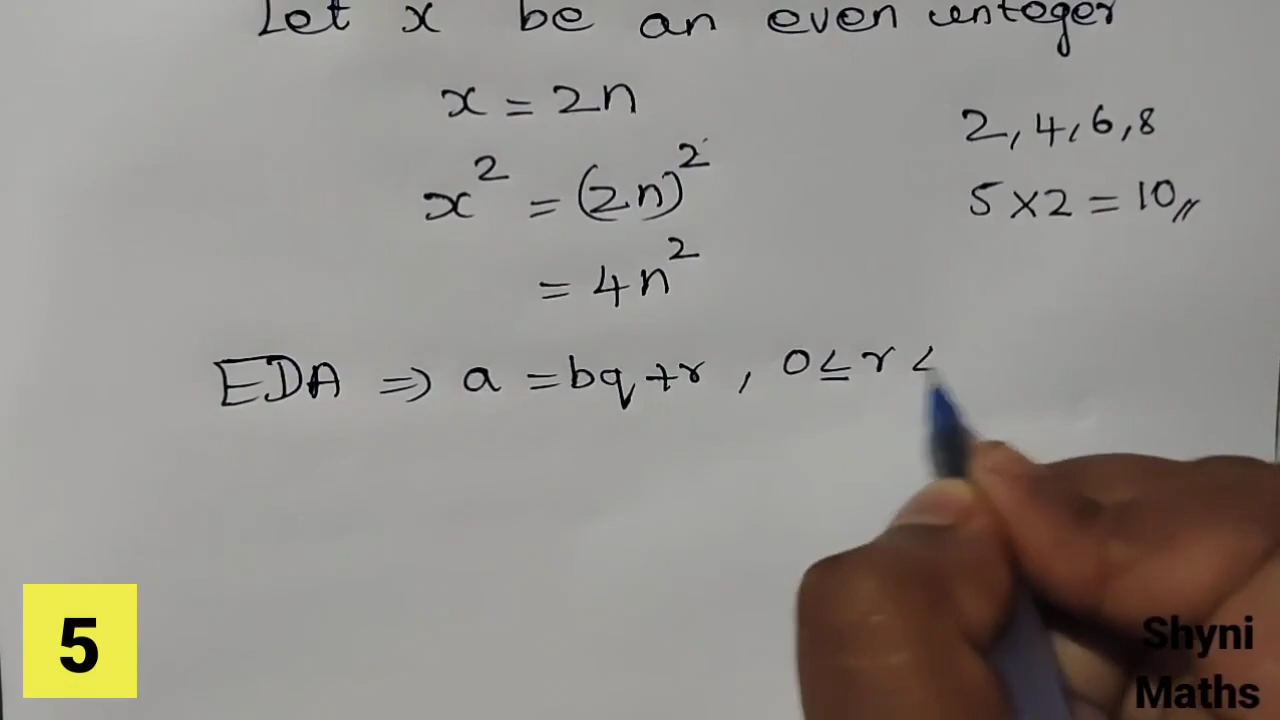 Let x be an even integer
x = 2n
2, 4, 6, 8
x² = (2n)²
5 × 2 = 10,,
= 4n²
EDA ⇒ a = bq + r , 0 ≤ r <
5
Shyni
Maths